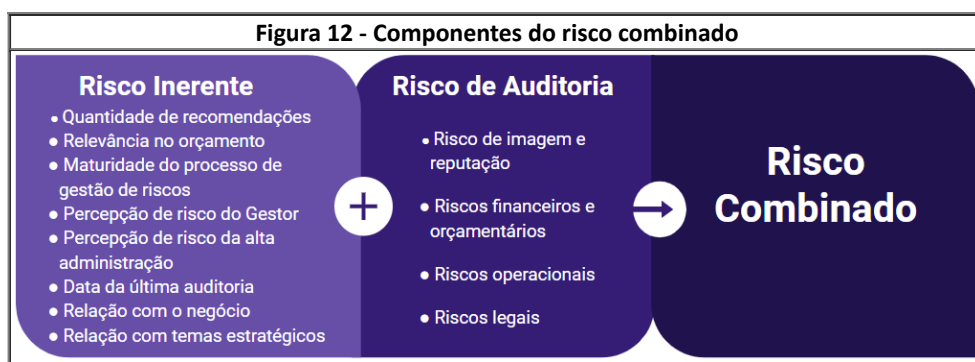 Figura 12 - Componentes do risco combinado
Risco Inerente
● Quantidade de recomendações
● Relevância no orçamento
● Maturidade do processo de
gestão de riscos
● Percepção de risco do Gestor
● Percepção de risco da alta
administração
● Data da última auditoria
● Relação com o negócio
● Relação com temas estratégicos
+
Risco de Auditoria
● Risco de imagem e
reputação
● Riscos financeiros e
orçamentários
● Riscos operacionais
● Riscos legais
→
Risco
Combinado